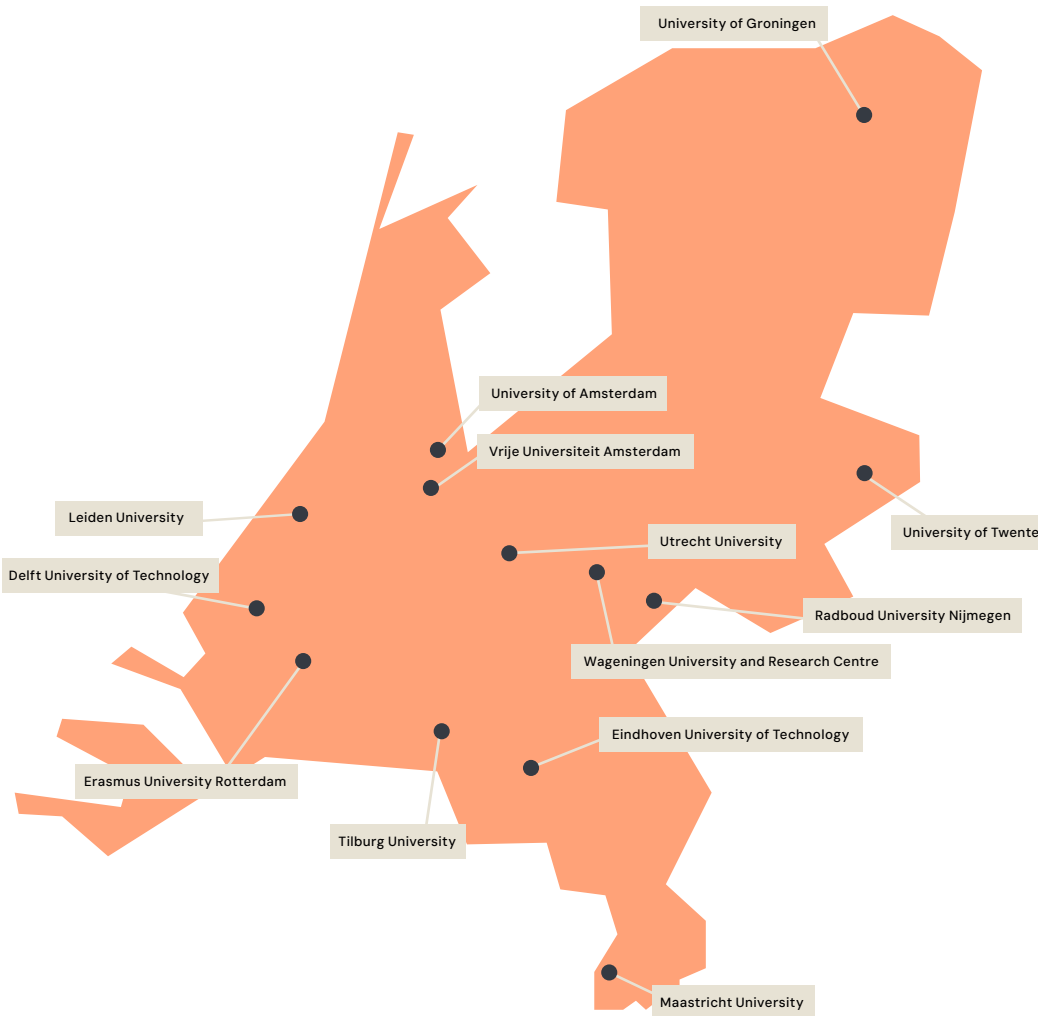 University of Groningen
University of Amsterdam
Vrije Universiteit Amsterdam
Leiden University
University of Twente
Utrecht University
Delft University of Technology
Radboud University Nijmegen
Wageningen University and Research Centre
Eindhoven University of Technology
Erasmus University Rotterdam
Tilburg University
Maastricht University